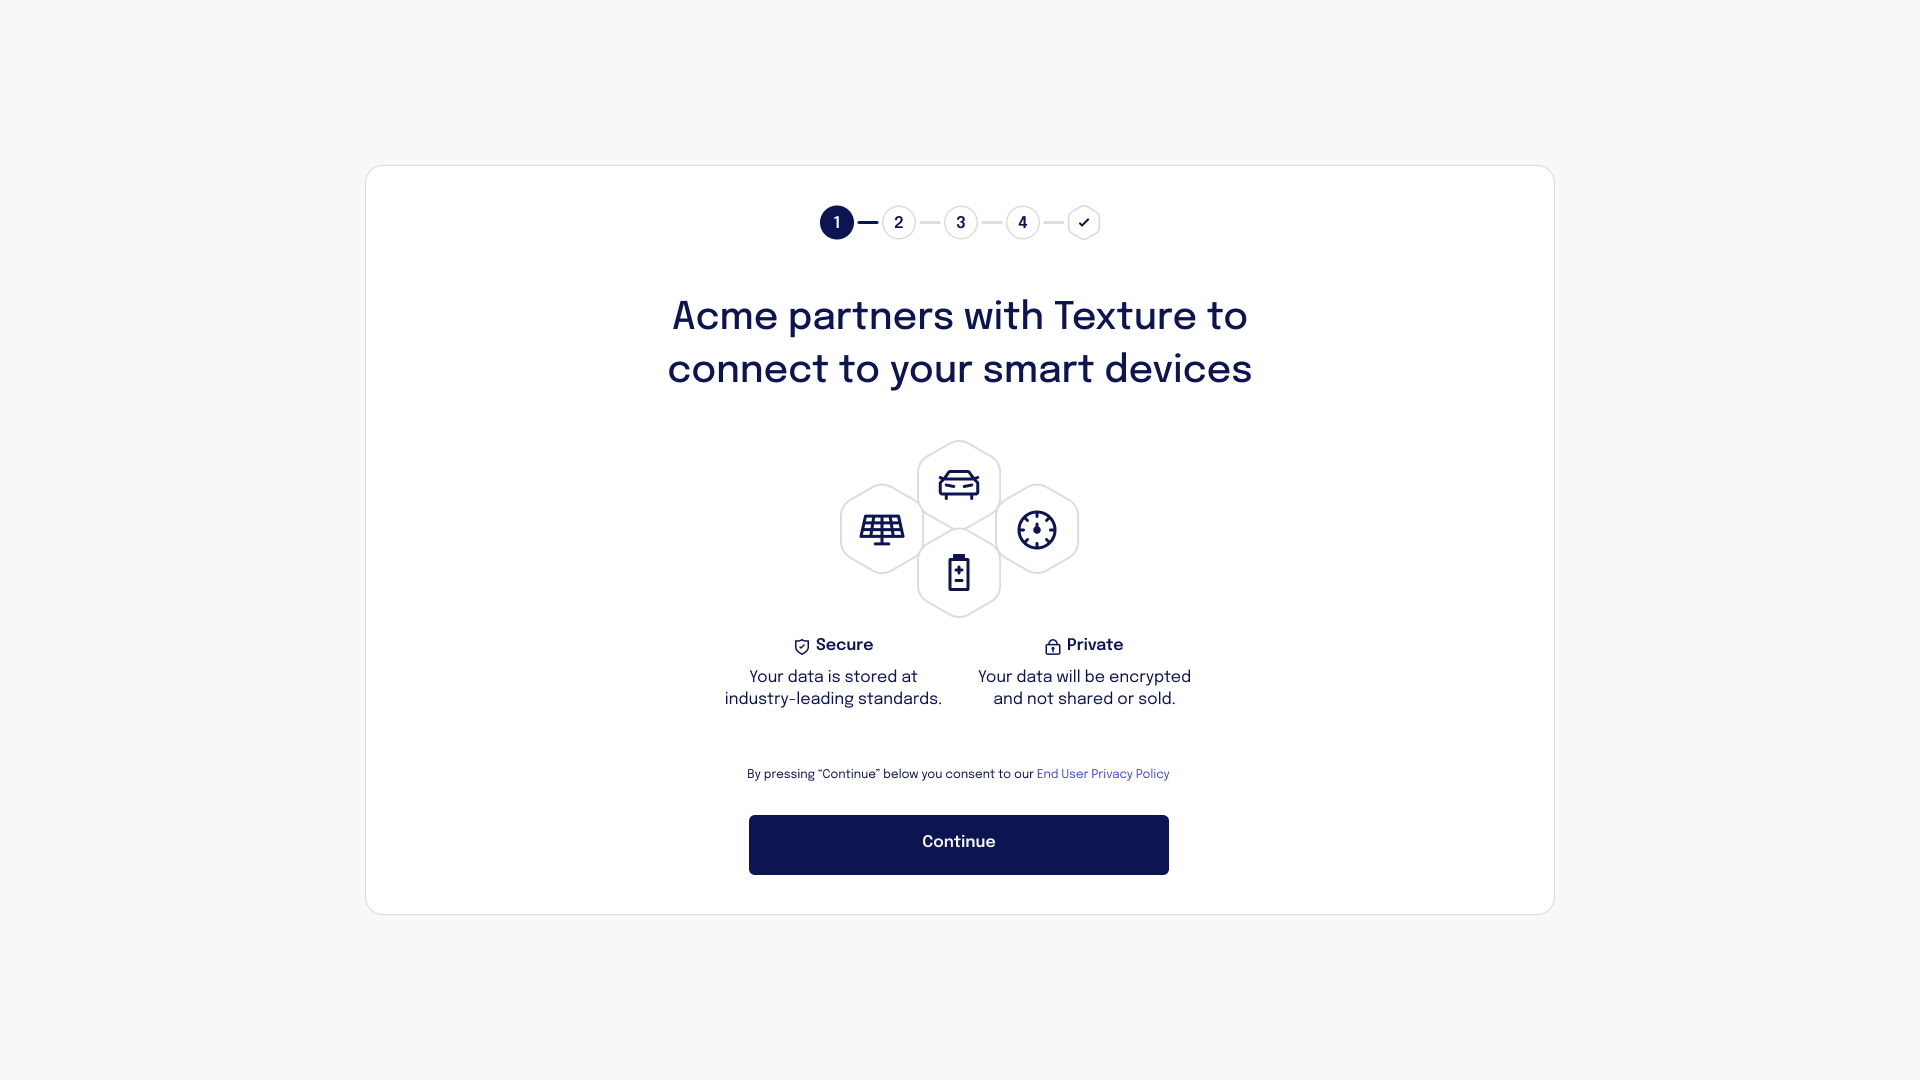 1 2 3 4
Acme partners with Texture to
connect to your smart devices
Secure
Your data is stored at
industry-leading standards.
Private
Your data will be encrypted
and not shared or sold.
By pressing “Continue” below you consent to our End User Privacy Policy
Continue